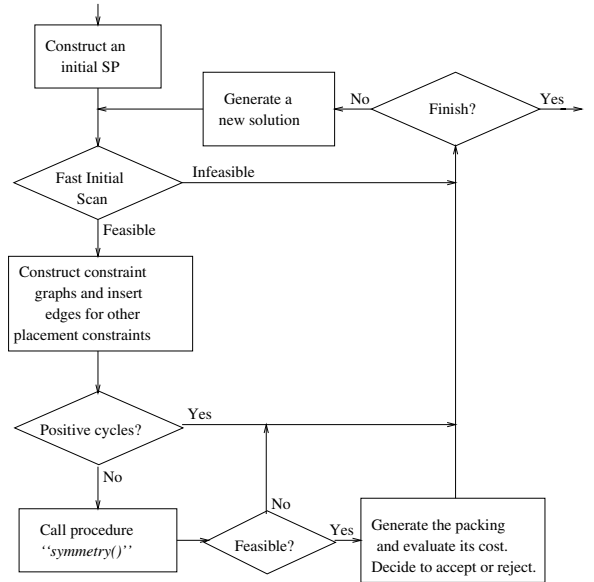 Construct an
initial SP
Generate a
new solution
No
Finish?
Yes
Fast Initial
Scan
Infeasible
Feasible
Construct constraint
graphs and insert
edges for other
placement constraints
Positive cycles?
Yes
No
Call procedure
‘‘symmetry()’’
Feasible?
No
Yes
Generate the packing
and evaluate its cost.
Decide to accept or reject.